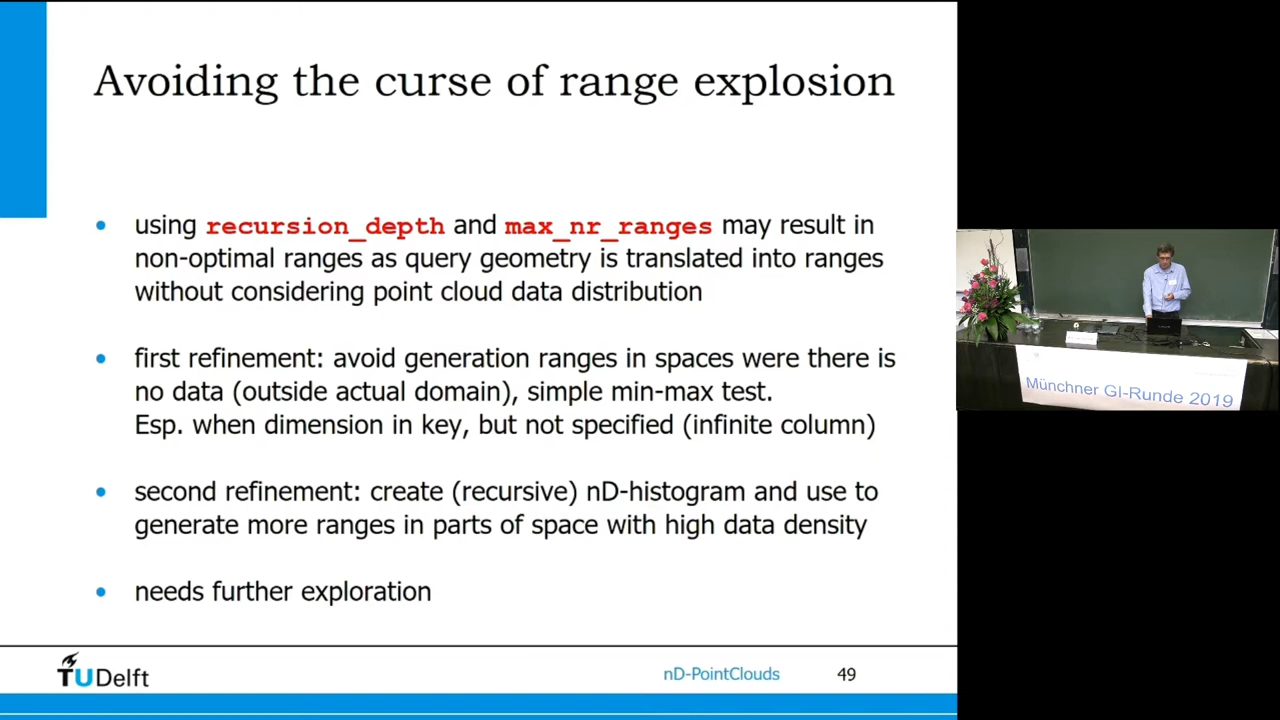 Avoiding the curse of range explosion
• using recursion_depth and max_nr_ranges may result in
non-optimal ranges as query geometry is translated into ranges
without considering point cloud data distribution
• first refinement: avoid generation ranges in spaces were there is
no data (outside actual domain), simple min-max test.
Esp. when dimension in key, but not specified (infinite column)
• second refinement: create (recursive) nD-histogram and use to
generate more ranges in parts of space with high data density
• needs further exploration
TUDelft
nD-PointClouds
49
Münchner GI-Runde 2019